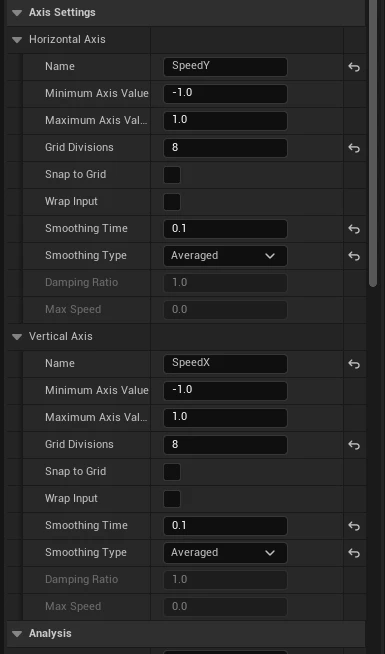 Axis Settings
Horizontal Axis
Name SpeedY
Minimum Axis Value -1.0
Maximum Axis Val... 1.0
Grid Divisions 8
Snap to Grid
Wrap Input
Smoothing Time 0.1
Smoothing Type Averaged
Damping Ratio 1.0
Max Speed 0.0
Vertical Axis
Name SpeedX
Minimum Axis Value -1.0
Maximum Axis Val... 1.0
Grid Divisions 8
Snap to Grid
Wrap Input
Smoothing Time 0.1
Smoothing Type Averaged
Damping Ratio 1.0
Max Speed 0.0
Analysis